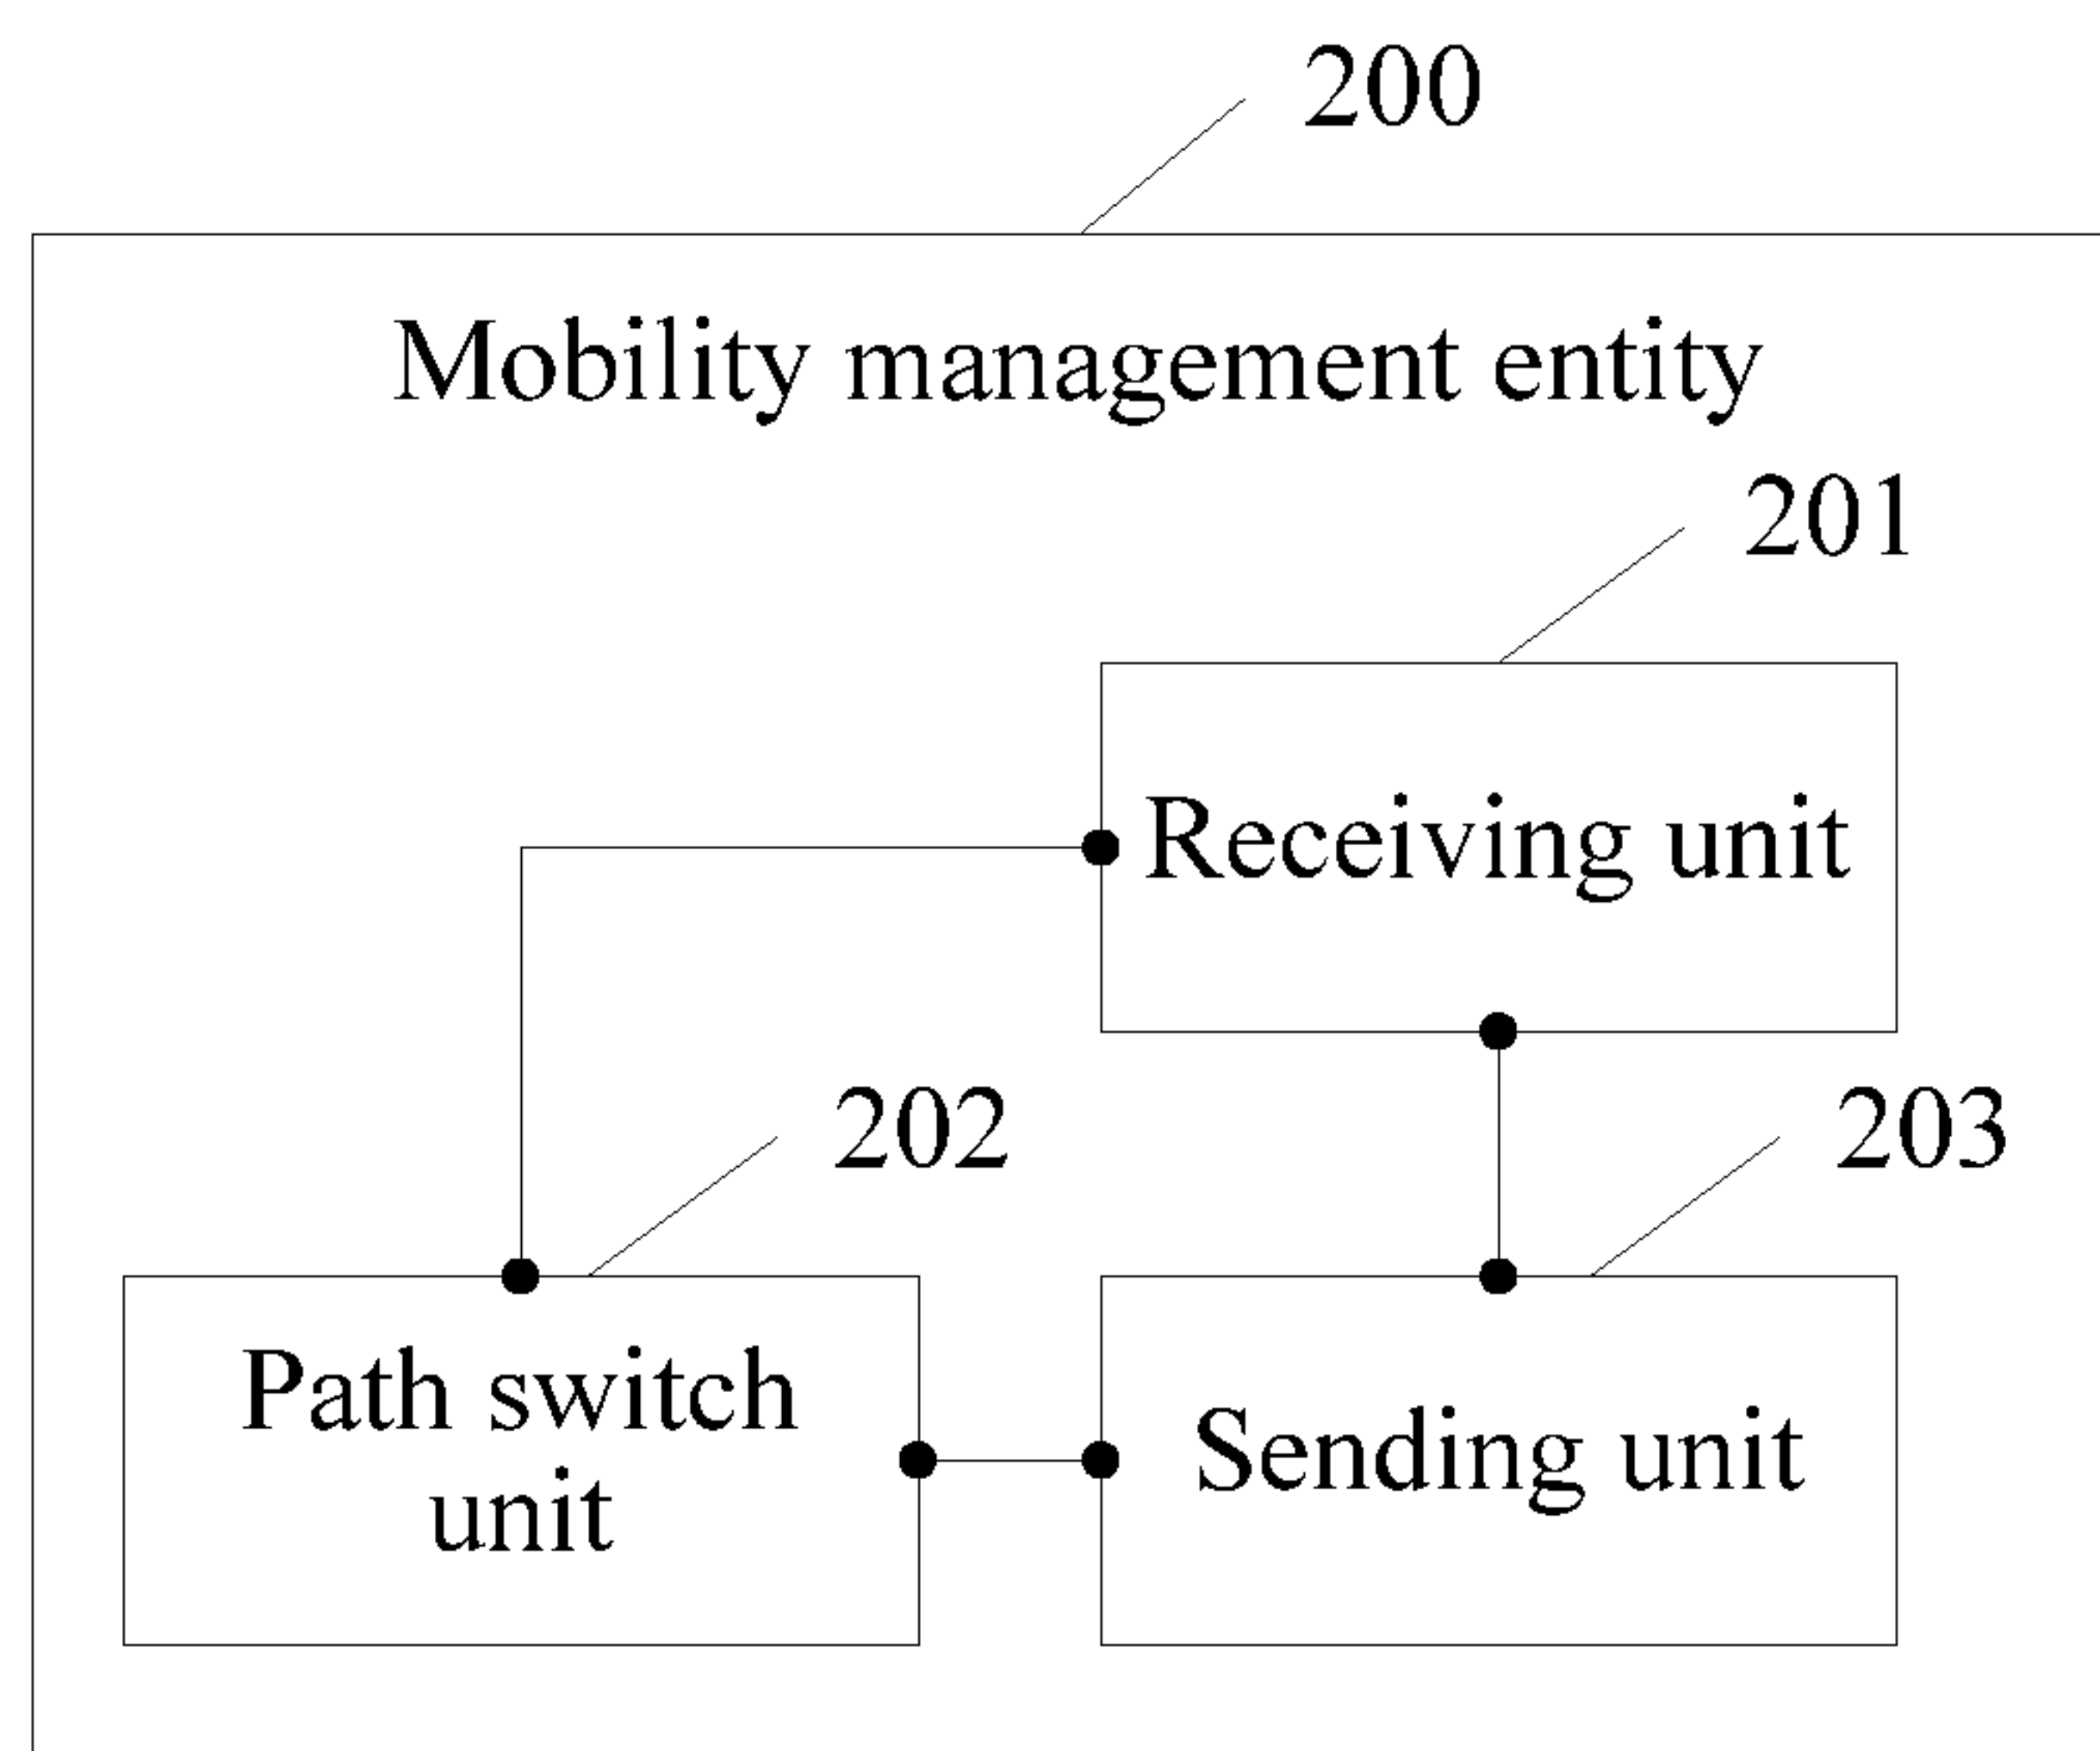 200
Mobility management entity
201
Receiving unit
202
203
Path switch
unit
Sending unit